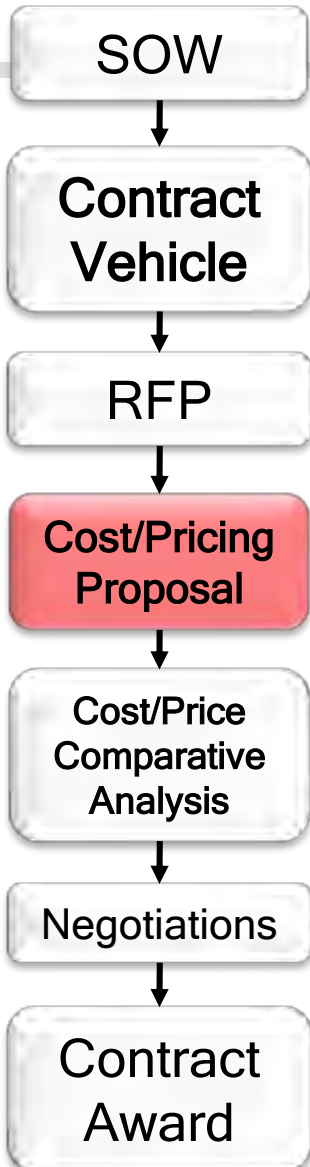 SOW
Contract
Vehicle
RFP
Cost/Pricing
Proposal
Cost/Price
Comparative
Analysis
Negotiations
Contract
Award